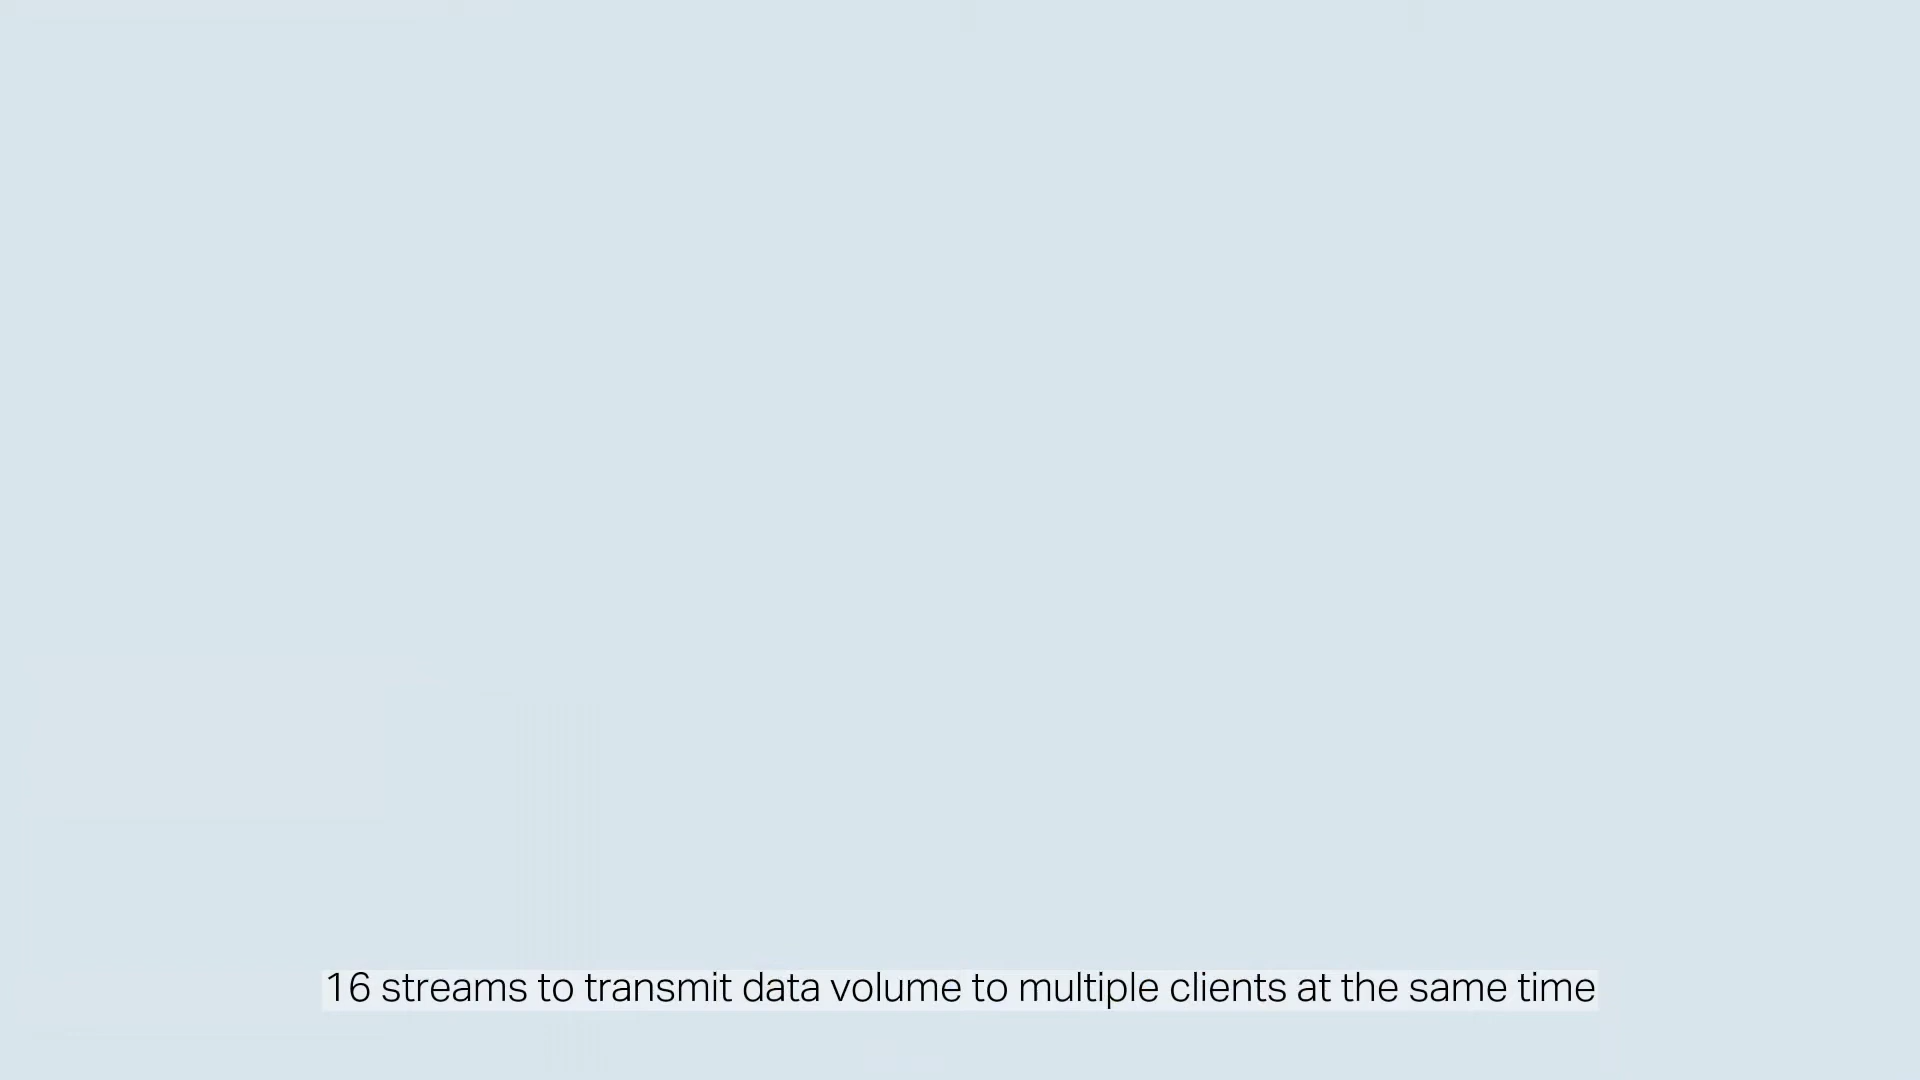 16 streams to transmit data volume to multiple clients at the same time